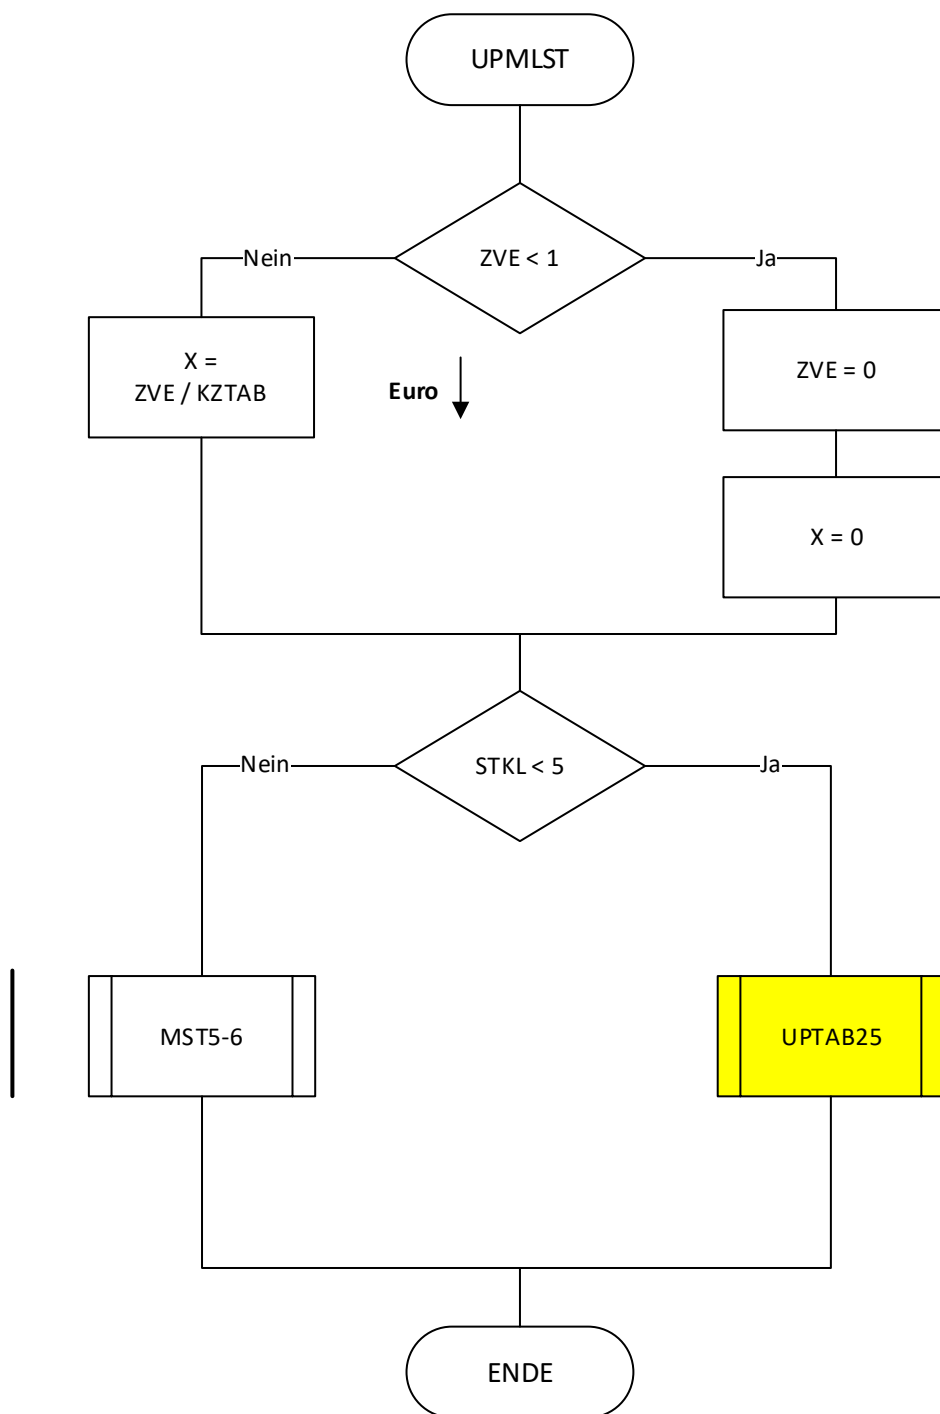 UPMLST
ZVE < 1
Nein
Ja
X =
ZVE / KZTAB
Euro
ZVE = 0
X = 0
STKL < 5
Nein
Ja
MST5-6
UPTAB25
ENDE